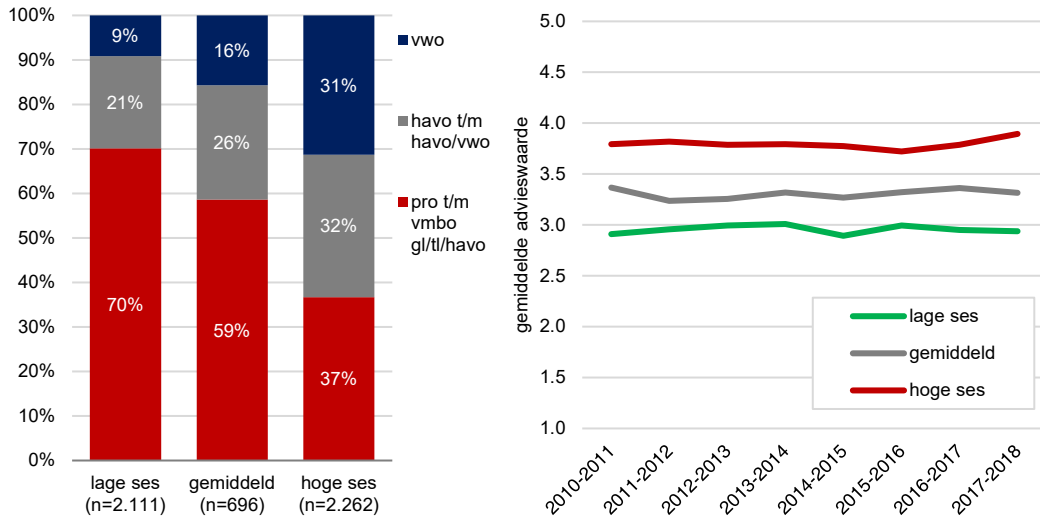 100%
90%
80%
70%
60%
50%
40%
30%
20%
10%
0%
9%
21%
70%
16%
26%
59%
31%
32%
37%
lage ses
(n=2.111)
gemiddeld
(n=696)
hoge ses
(n=2.262)
vwo
havo t/m
havo/vwo
pro t/m
vmbo
gl/tl/havo
gemiddelde advieswaarde
5.0
4.5
4.0
3.5
3.0
2.5
2.0
1.5
1.0
lage ses
gemiddeld
hoge ses
2010-2011
2011-2012
2012-2013
2013-2014
2014-2015
2015-2016
2016-2017
2017-2018